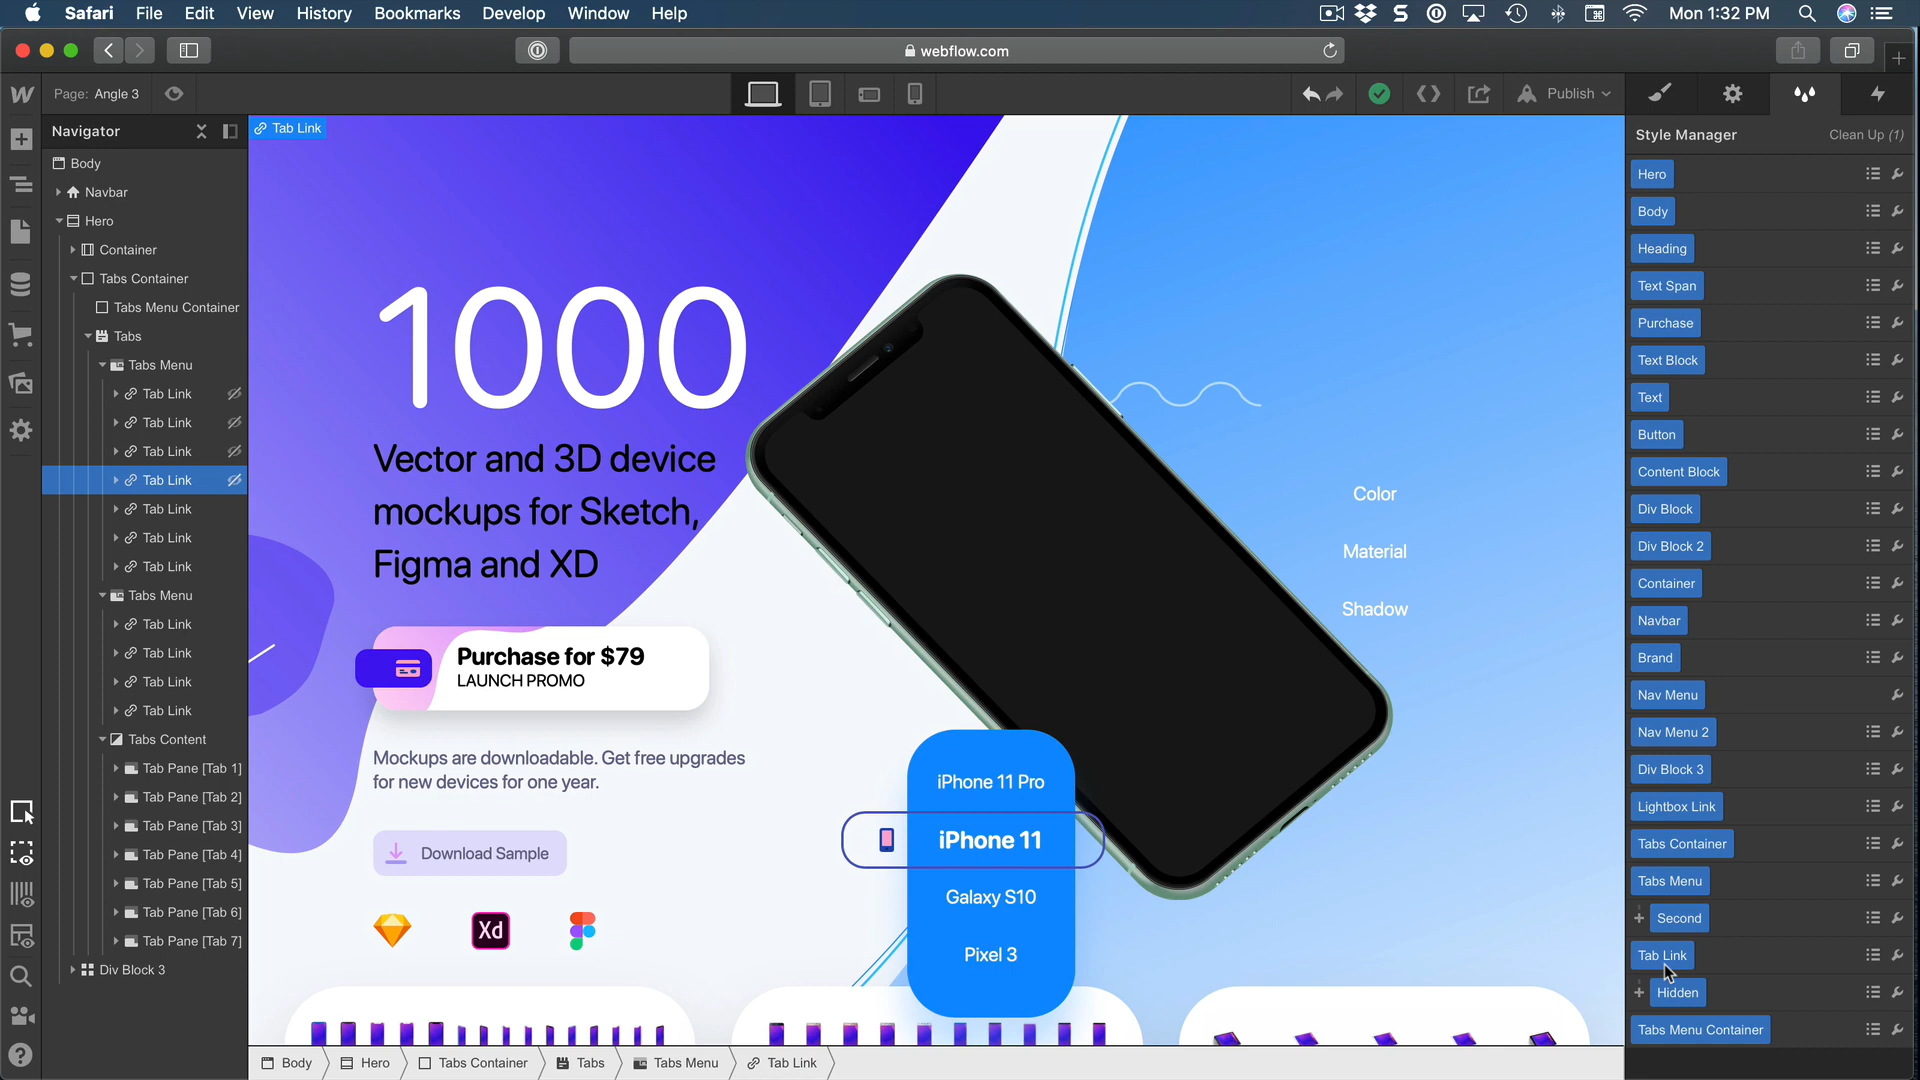 Safari File Edit View History Bookmarks Develop Window Help Mon 1:32 PM
webflow.com
Page: Angle 3 Publish
Navigator
Body
Navbar
Hero
Container
Tabs Container
Tabs Menu Container
Tabs
Tabs Menu
Tab Link
Tab Link
Tab Link
Tab Link
Tab Link
Tab Link
Tab Link
Tabs Menu
Tab Link
Tab Link
Tab Link
Tab Link
Tabs Content
Tab Pane [Tab 1]
Tab Pane [Tab 2]
Tab Pane [Tab 3]
Tab Pane [Tab 4]
Tab Pane [Tab 5]
Tab Pane [Tab 6]
Tab Pane [Tab 7]
Div Block 3
Tab Link
1000
Vector and 3D device
mockups for Sketch,
Figma and XD
Purchase for $79
LAUNCH PROMO
Mockups are downloadable. Get free upgrades
for new devices for one year.
Download Sample
Xd
Color
Material
Shadow
iPhone 11 Pro
iPhone 11
Galaxy S10
Pixel 3
Body Hero Tabs Container Tabs Tabs Menu Tab Link
Style Manager Clean Up (1)
Hero
Body
Heading
Text Span
Purchase
Text Block
Text
Button
Content Block
Div Block
Div Block 2
Container
Navbar
Brand
Nav Menu
Nav Menu 2
Div Block 3
Lightbox Link
Tabs Container
Tabs Menu
+ Second
Tab Link
+ Hidden
Tabs Menu Container